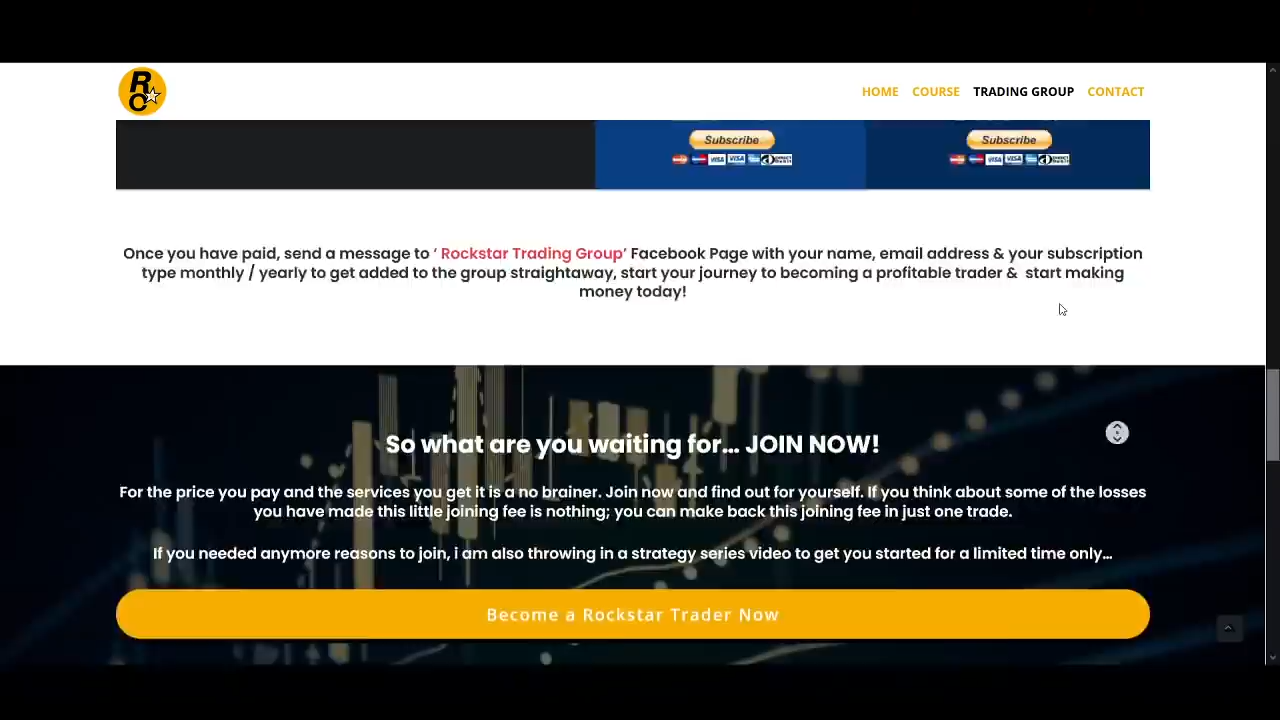 R
C
HOME COURSE TRADING GROUP CONTACT
Subscribe Subscribe
VISA VISA VISA VISA
Once you have paid, send a message to ‘ Rockstar Trading Group’ Facebook Page with your name, email address & your subscription
type monthly / yearly to get added to the group straightaway, start your journey to becoming a profitable trader & start making
money today!
So what are you waiting for... JOIN NOW!
For the price you pay and the services you get it is a no brainer. Join now and find out for yourself. If you think about some of the losses
you have made this little joining fee is nothing; you can make back this joining fee in just one trade.
If you needed anymore reasons to join, i am also throwing in a strategy series video to get you started for a limited time only...
Become a Rockstar Trader Now